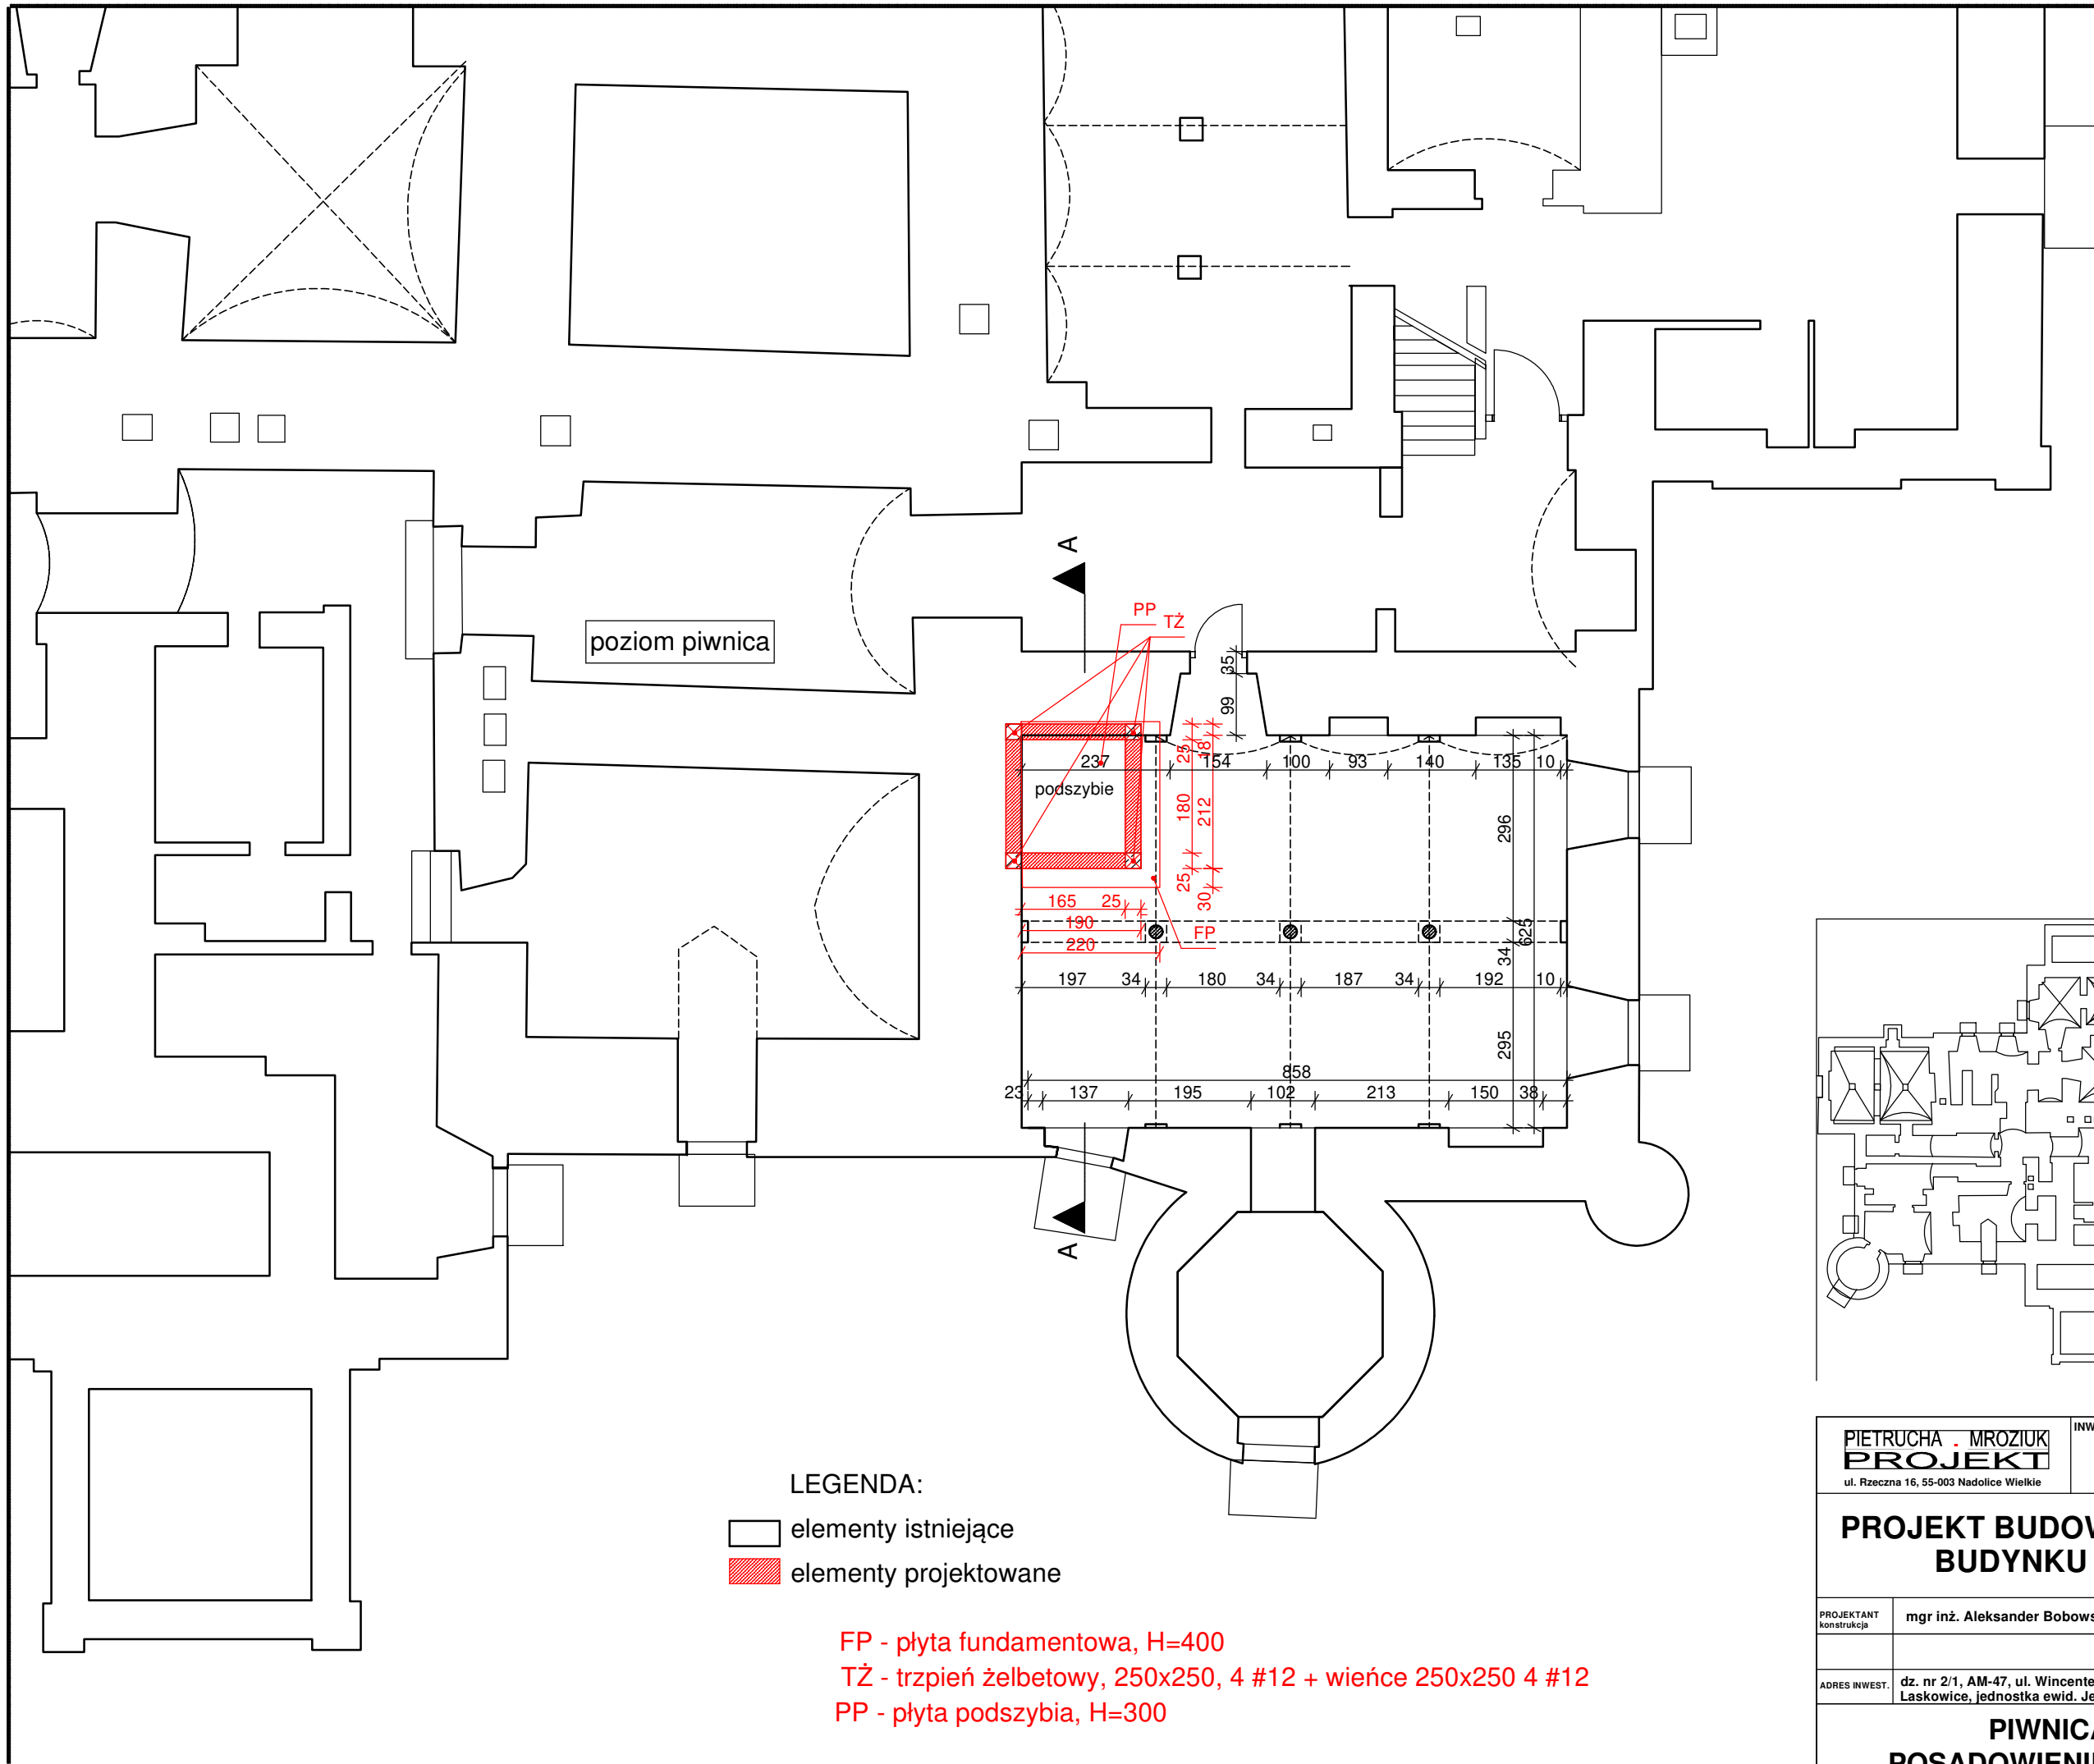 A
PP
TŻ
poziom piwnica
35
99
25
18
237
154
100
93
140
135
10
podszybie
180
212
296
25
30
165
25
190
FP
220
625
34
197
34
180
34
187
34
192
10
295
858
23
137
195
102
213
150
38
A
LEGENDA:
elementy istniejące
elementy projektowane
FP - płyta fundamentowa, H=400
TŻ - trzpień żelbetowy, 250x250, 4 #12 + wieńce 250x250 4 #12
PP - płyta podszybia, H=300
PIETRUCHA . MROZIUK
PROJEKT
ul. Rzeczna 16, 55-003 Nadolice Wielkie
INW
PROJEKT BUDOW
BUDYNKU
PROJEKTANT
konstrukcja
mgr inż. Aleksander Bobows
ADRES INWEST.
dz. nr 2/1, AM-47, ul. Wincente
Laskowice, jednostka ewid. Je
PIWNICA
POSADOWIENIE